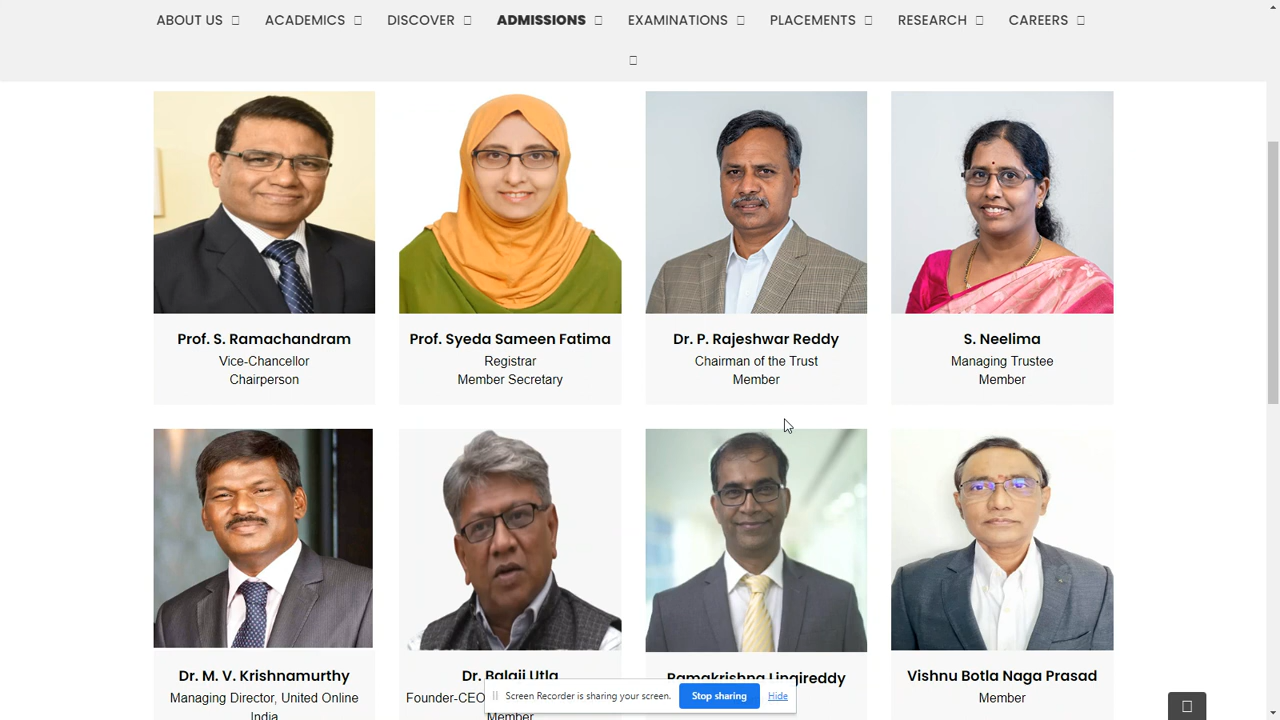 ABOUT US ACADEMICS DISCOVER ADMISSIONS EXAMINATIONS PLACEMENTS RESEARCH CAREERS
Prof. S. Ramachandram
Vice-Chancellor
Chairperson
Prof. Syeda Sameen Fatima
Registrar
Member Secretary
Dr. P. Rajeshwar Reddy
Chairman of the Trust
Member
S. Neelima
Managing Trustee
Member
Dr. M. V. Krishnamurthy
Managing Director, United Online
India
Dr. Balaji Utla
Founder-CEO
Member
Ramakrishna Lingireddy
Vishnu Botla Naga Prasad
Member
Screen Recorder is sharing your screen. Stop sharing Hide